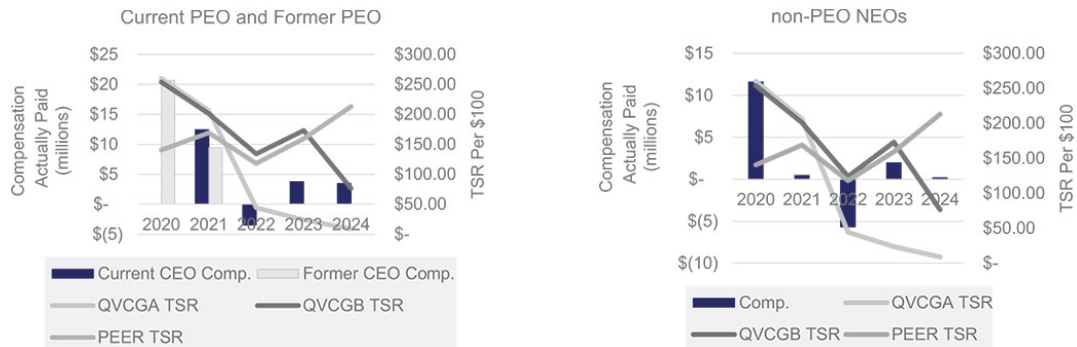 Current PEO and Former PEO
Compensation
Actually Paid
(millions)
$25
$20
$15
$10
$5
$-
$(5)
2020 2021 2022 2023 2024
$300.00
$250.00
$200.00
$150.00
$100.00
$50.00
$-
TSR Per $100
Current CEO Comp. Former CEO Comp.
QVCGA TSR QVCGB TSR
PEER TSR
non-PEO NEOs
Compensation
Actually Paid
(millions)
$15
$10
$5
$-
$(5)
$(10)
2020 2021 2022 2023 2024
$300.00
$250.00
$200.00
$150.00
$100.00
$50.00
$-
TSR Per $100
Comp. QVCGA TSR
QVCGB TSR PEER TSR